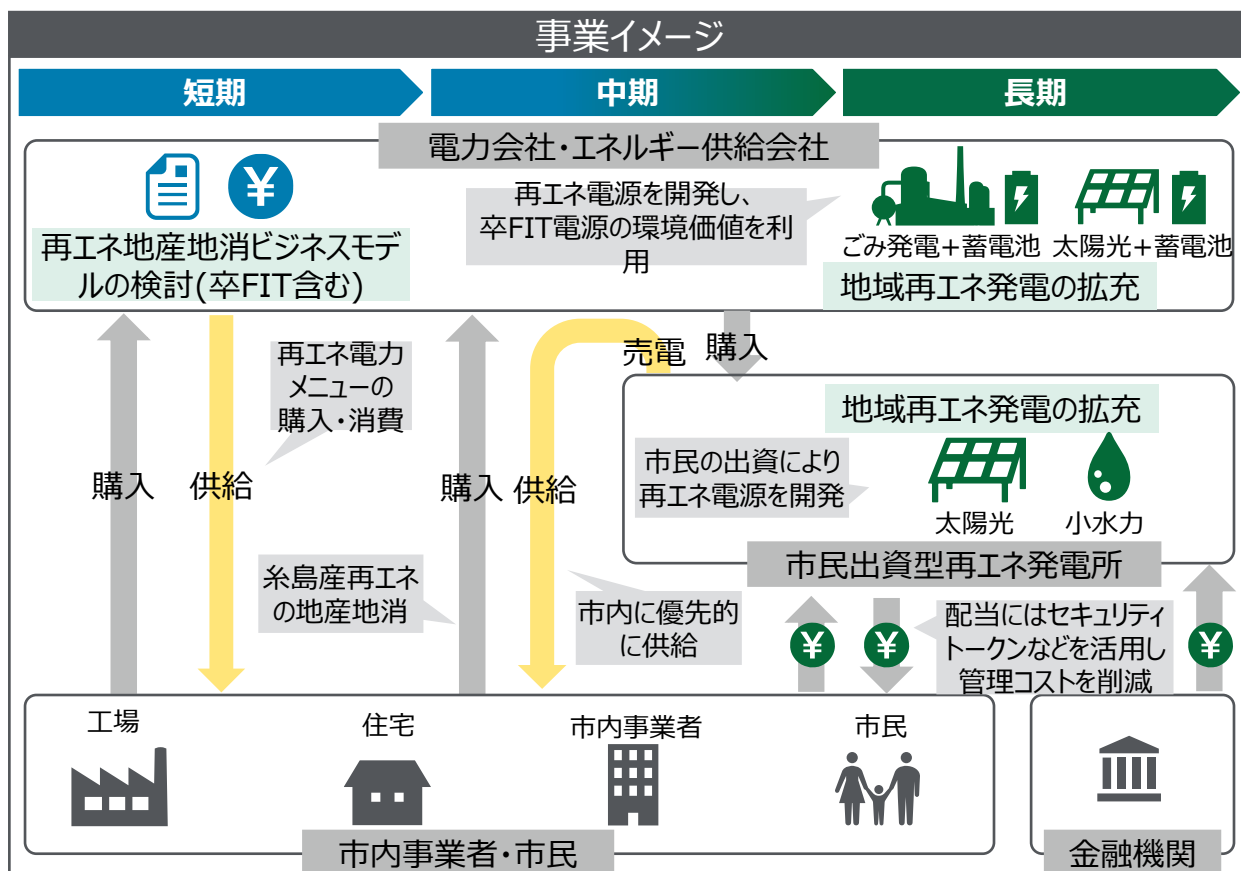 事業イメージ
短期
中期
長期
電力会社・エネルギー供給会社
¥
再エネ地産地消ビジネスモデ
ルの検討(卒FIT含む)
再エネ電源を開発し、
卒FIT電源の環境価値を利
用
ごみ発電+蓄電池
太陽光+蓄電池
地域再エネ発電の拡充
購入
供給
再エネ電力
メニューの
購入・消費
糸島産再エネ
の地産地消
購入
供給
売電
購入
市内に優先的
に供給
地域再エネ発電の拡充
市民の出資により
再エネ電源を開発
太陽光
小水力
市民出資型再エネ発電所
¥
¥
配当にはセキュリティ
トークンなどを活用し
管理コストを削減
¥
工場
住宅
市内事業者
市民
市内事業者・市民
金融機関